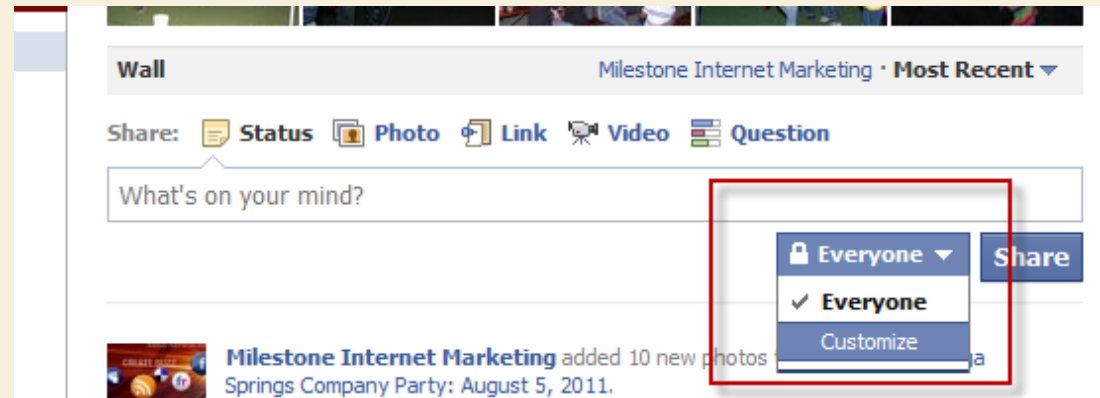 Wall Milestone Internet Marketing · Most Recent
Share: Status Photo Link Video Question
What's on your mind?
Everyone Share
Everyone
Customize
Milestone Internet Marketing added 10 new photos
Springs Company Party: August 5, 2011.